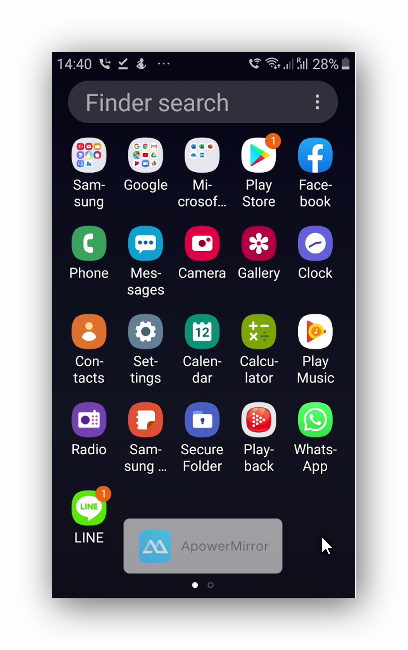 14:40 28%
Finder search
1
Sam-
sung
Google
Mi-
crosof...
Play
Store
Face-
book
Phone
Mes-
sages
Camera
Gallery
Clock
12
Con-
tacts
Set-
tings
Calen-
dar
Calcu-
lator
Play
Music
Radio
Sam-
sung ...
Secure
Folder
Play-
back
Whats-
App
1
LINE
LINE
ApowerMirror